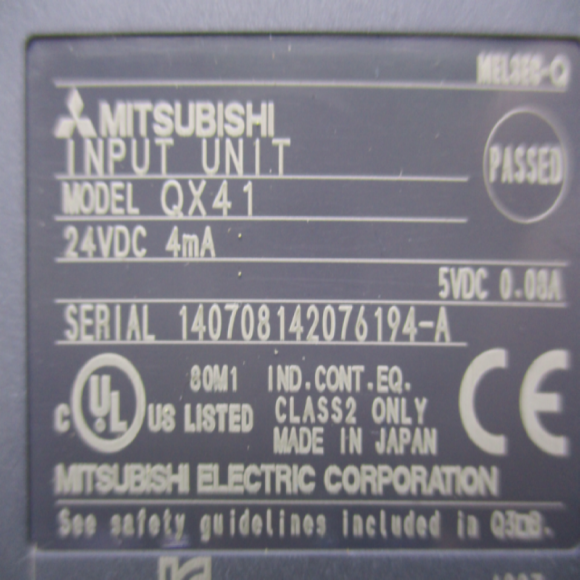 MELSEC-Q
MITSUBISHI
INPUT UNIT
PASSED
MODEL QX41
24VDC 4mA
5VDC 0.08A
SERIAL 140708142076194-A
C UL US LISTED 80M1 IND.CONT.EQ.
CLASS2 ONLY
MADE IN JAPAN
CE
MITSUBISHI ELECTRIC CORPORATION
See safety guidelines included in